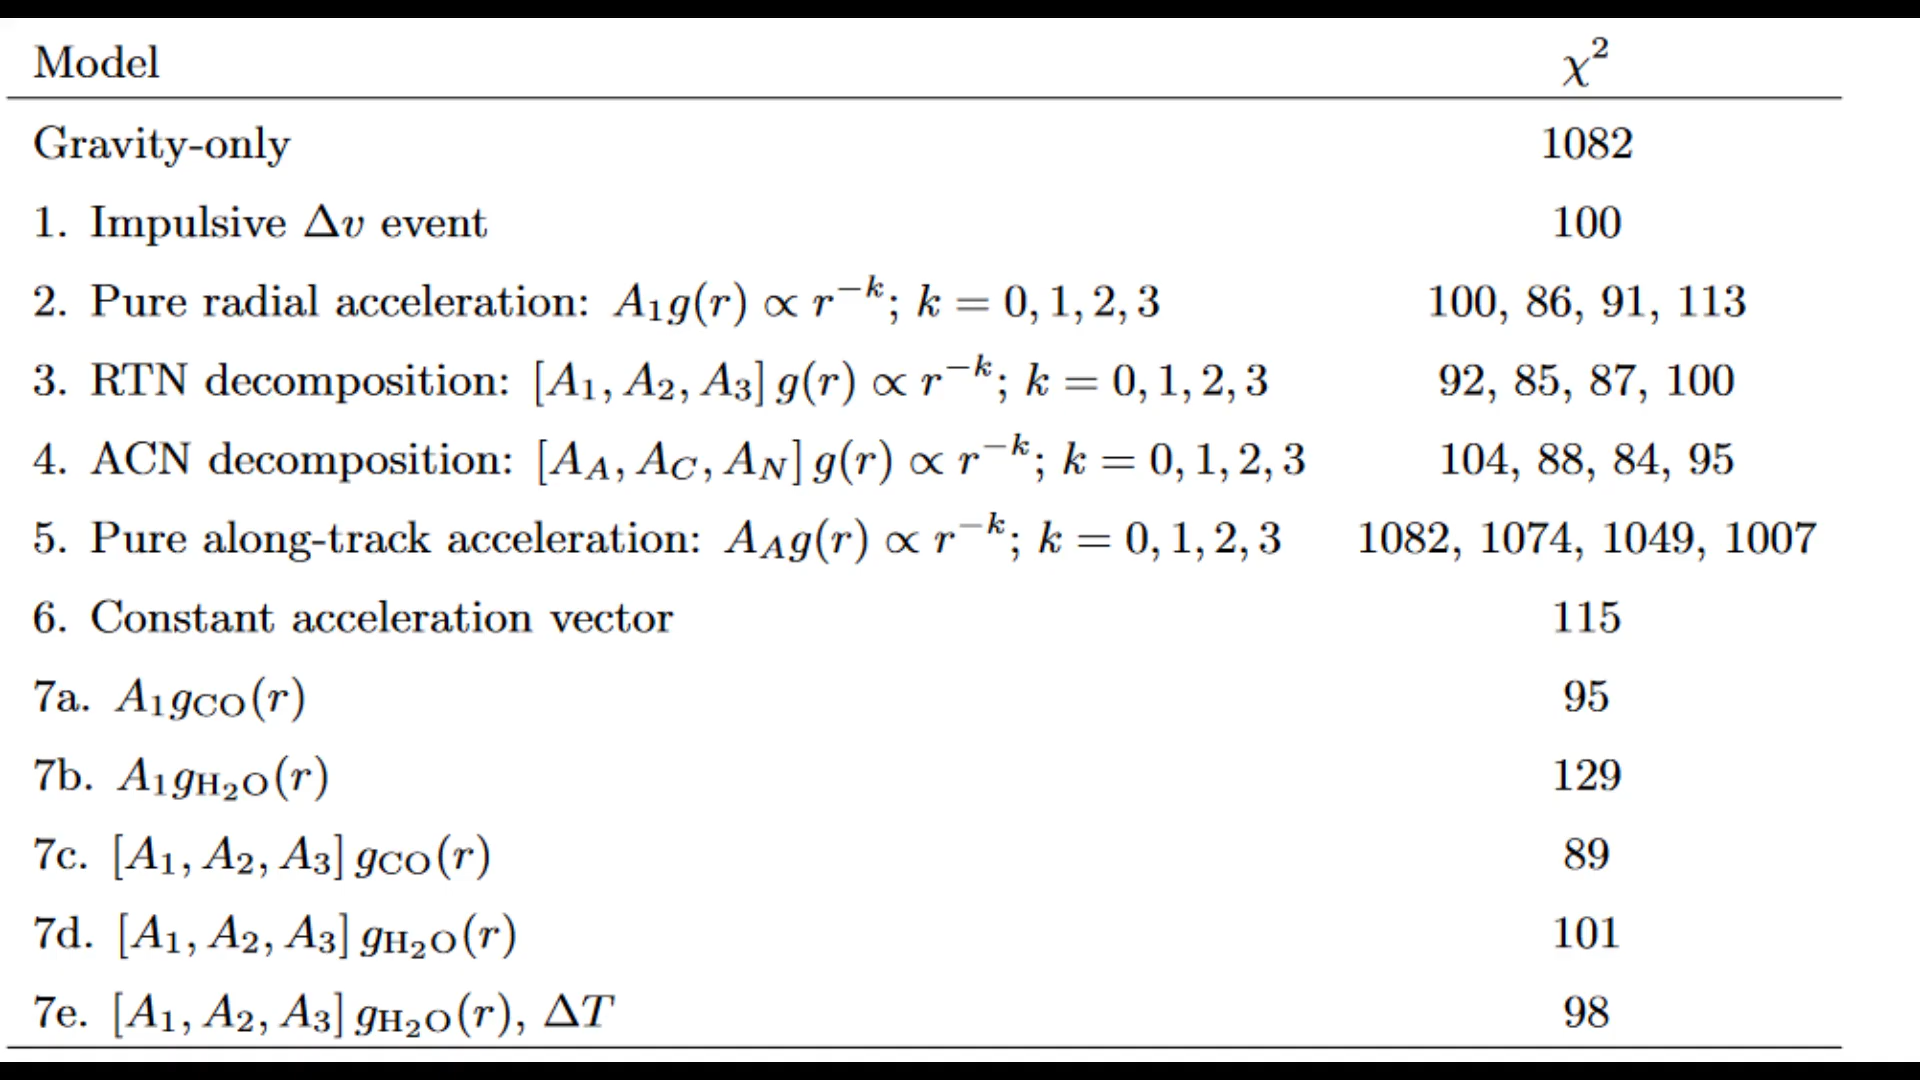 Model χ²
Gravity-only 1082
1. Impulsive Δv event 100
2. Pure radial acceleration: A₁g(r) ∝ r⁻ᵏ; k = 0, 1, 2, 3 100, 86, 91, 113
3. RTN decomposition: [A₁, A₂, A₃] g(r) ∝ r⁻ᵏ; k = 0, 1, 2, 3 92, 85, 87, 100
4. ACN decomposition: [A_A, A_C, A_N] g(r) ∝ r⁻ᵏ; k = 0, 1, 2, 3 104, 88, 84, 95
5. Pure along-track acceleration: A_A g(r) ∝ r⁻ᵏ; k = 0, 1, 2, 3 1082, 1074, 1049, 1007
6. Constant acceleration vector 115
7a. A₁g_CO(r) 95
7b. A₁g_H₂O(r) 129
7c. [A₁, A₂, A₃] g_CO(r) 89
7d. [A₁, A₂, A₃] g_H₂O(r) 101
7e. [A₁, A₂, A₃] g_H₂O(r), ΔT 98